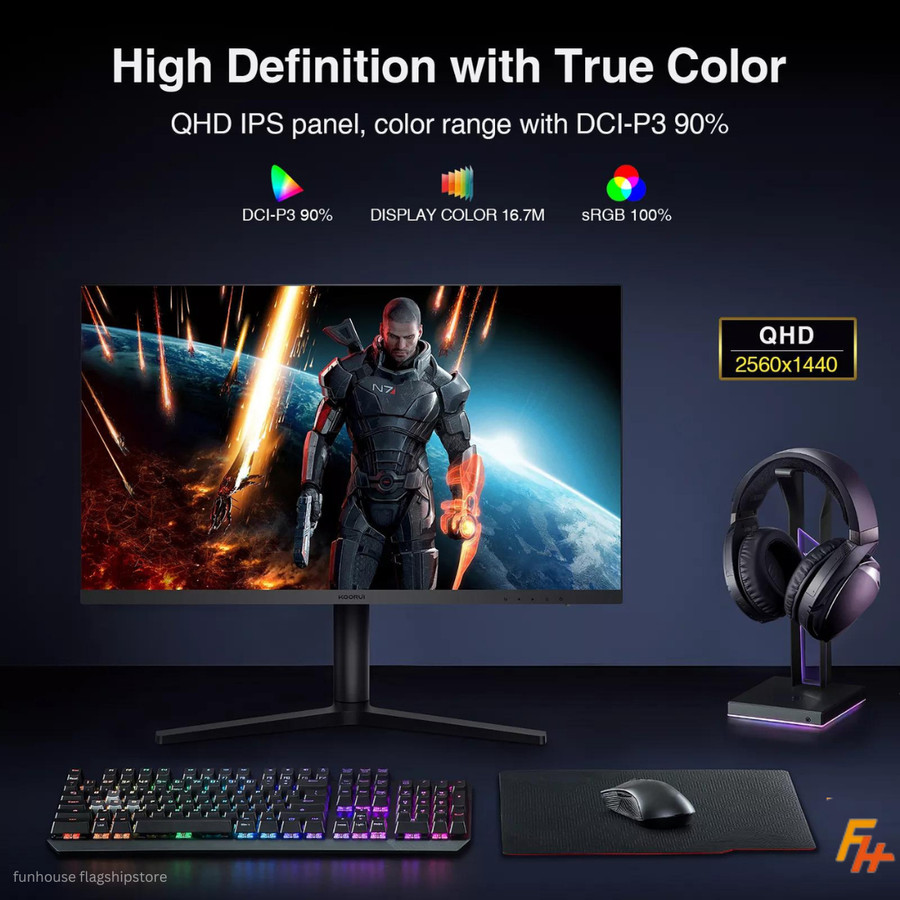 High Definition with True Color
QHD IPS panel, color range with DCI-P3 90%
DCI-P3 90%
DISPLAY COLOR 16.7M
sRGB 100%
QHD
2560x1440
N7
KOORUI
FH
funhouse flagshipstore